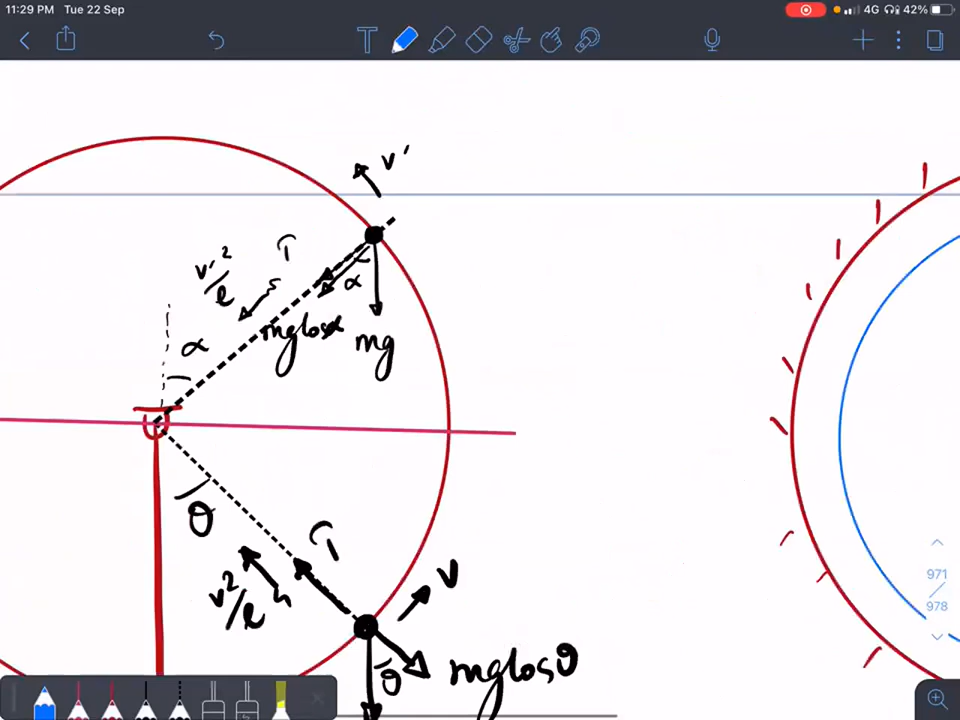 11:29 PM Tue 22 Sep
4G 42%
T
v'
v'²/l
T
α
mgcosα
mg
α
θ
T
v²/l
v
θ
mgcosθ
971
978